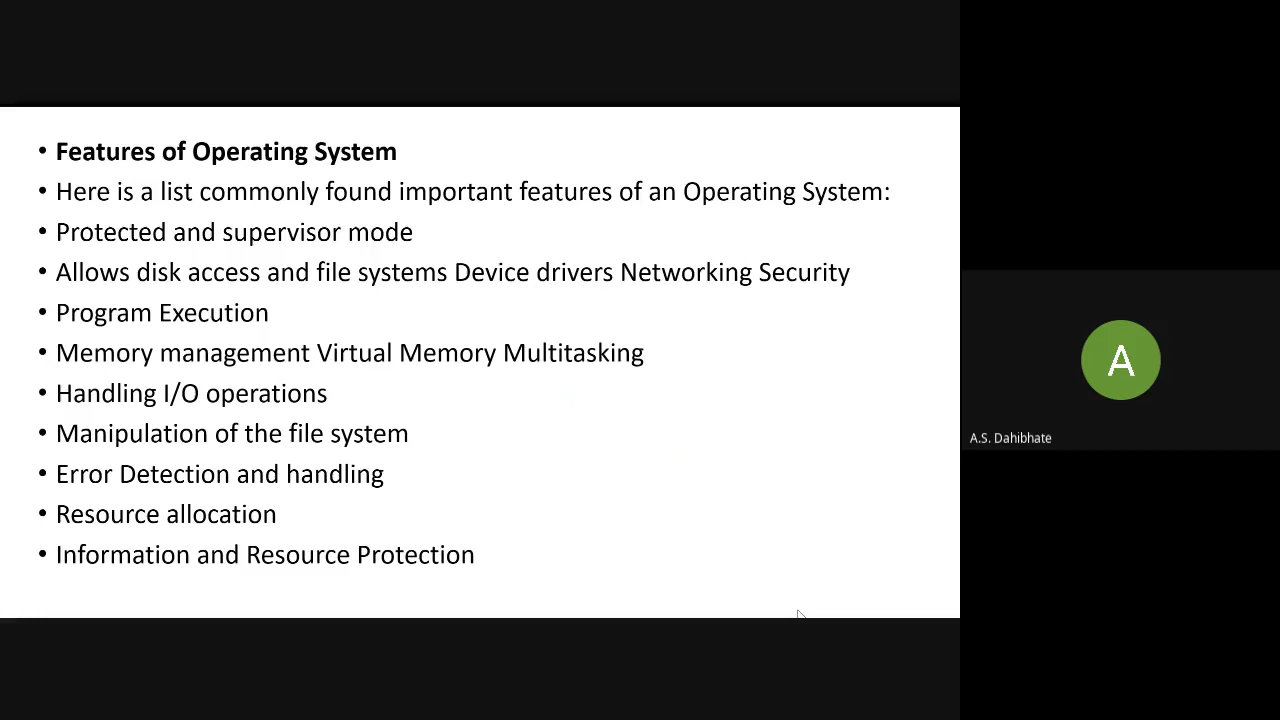 • Features of Operating System
• Here is a list commonly found important features of an Operating System:
• Protected and supervisor mode
• Allows disk access and file systems Device drivers Networking Security
• Program Execution
• Memory management Virtual Memory Multitasking
• Handling I/O operations
• Manipulation of the file system
• Error Detection and handling
• Resource allocation
• Information and Resource Protection
A
A.S. Dahibhate